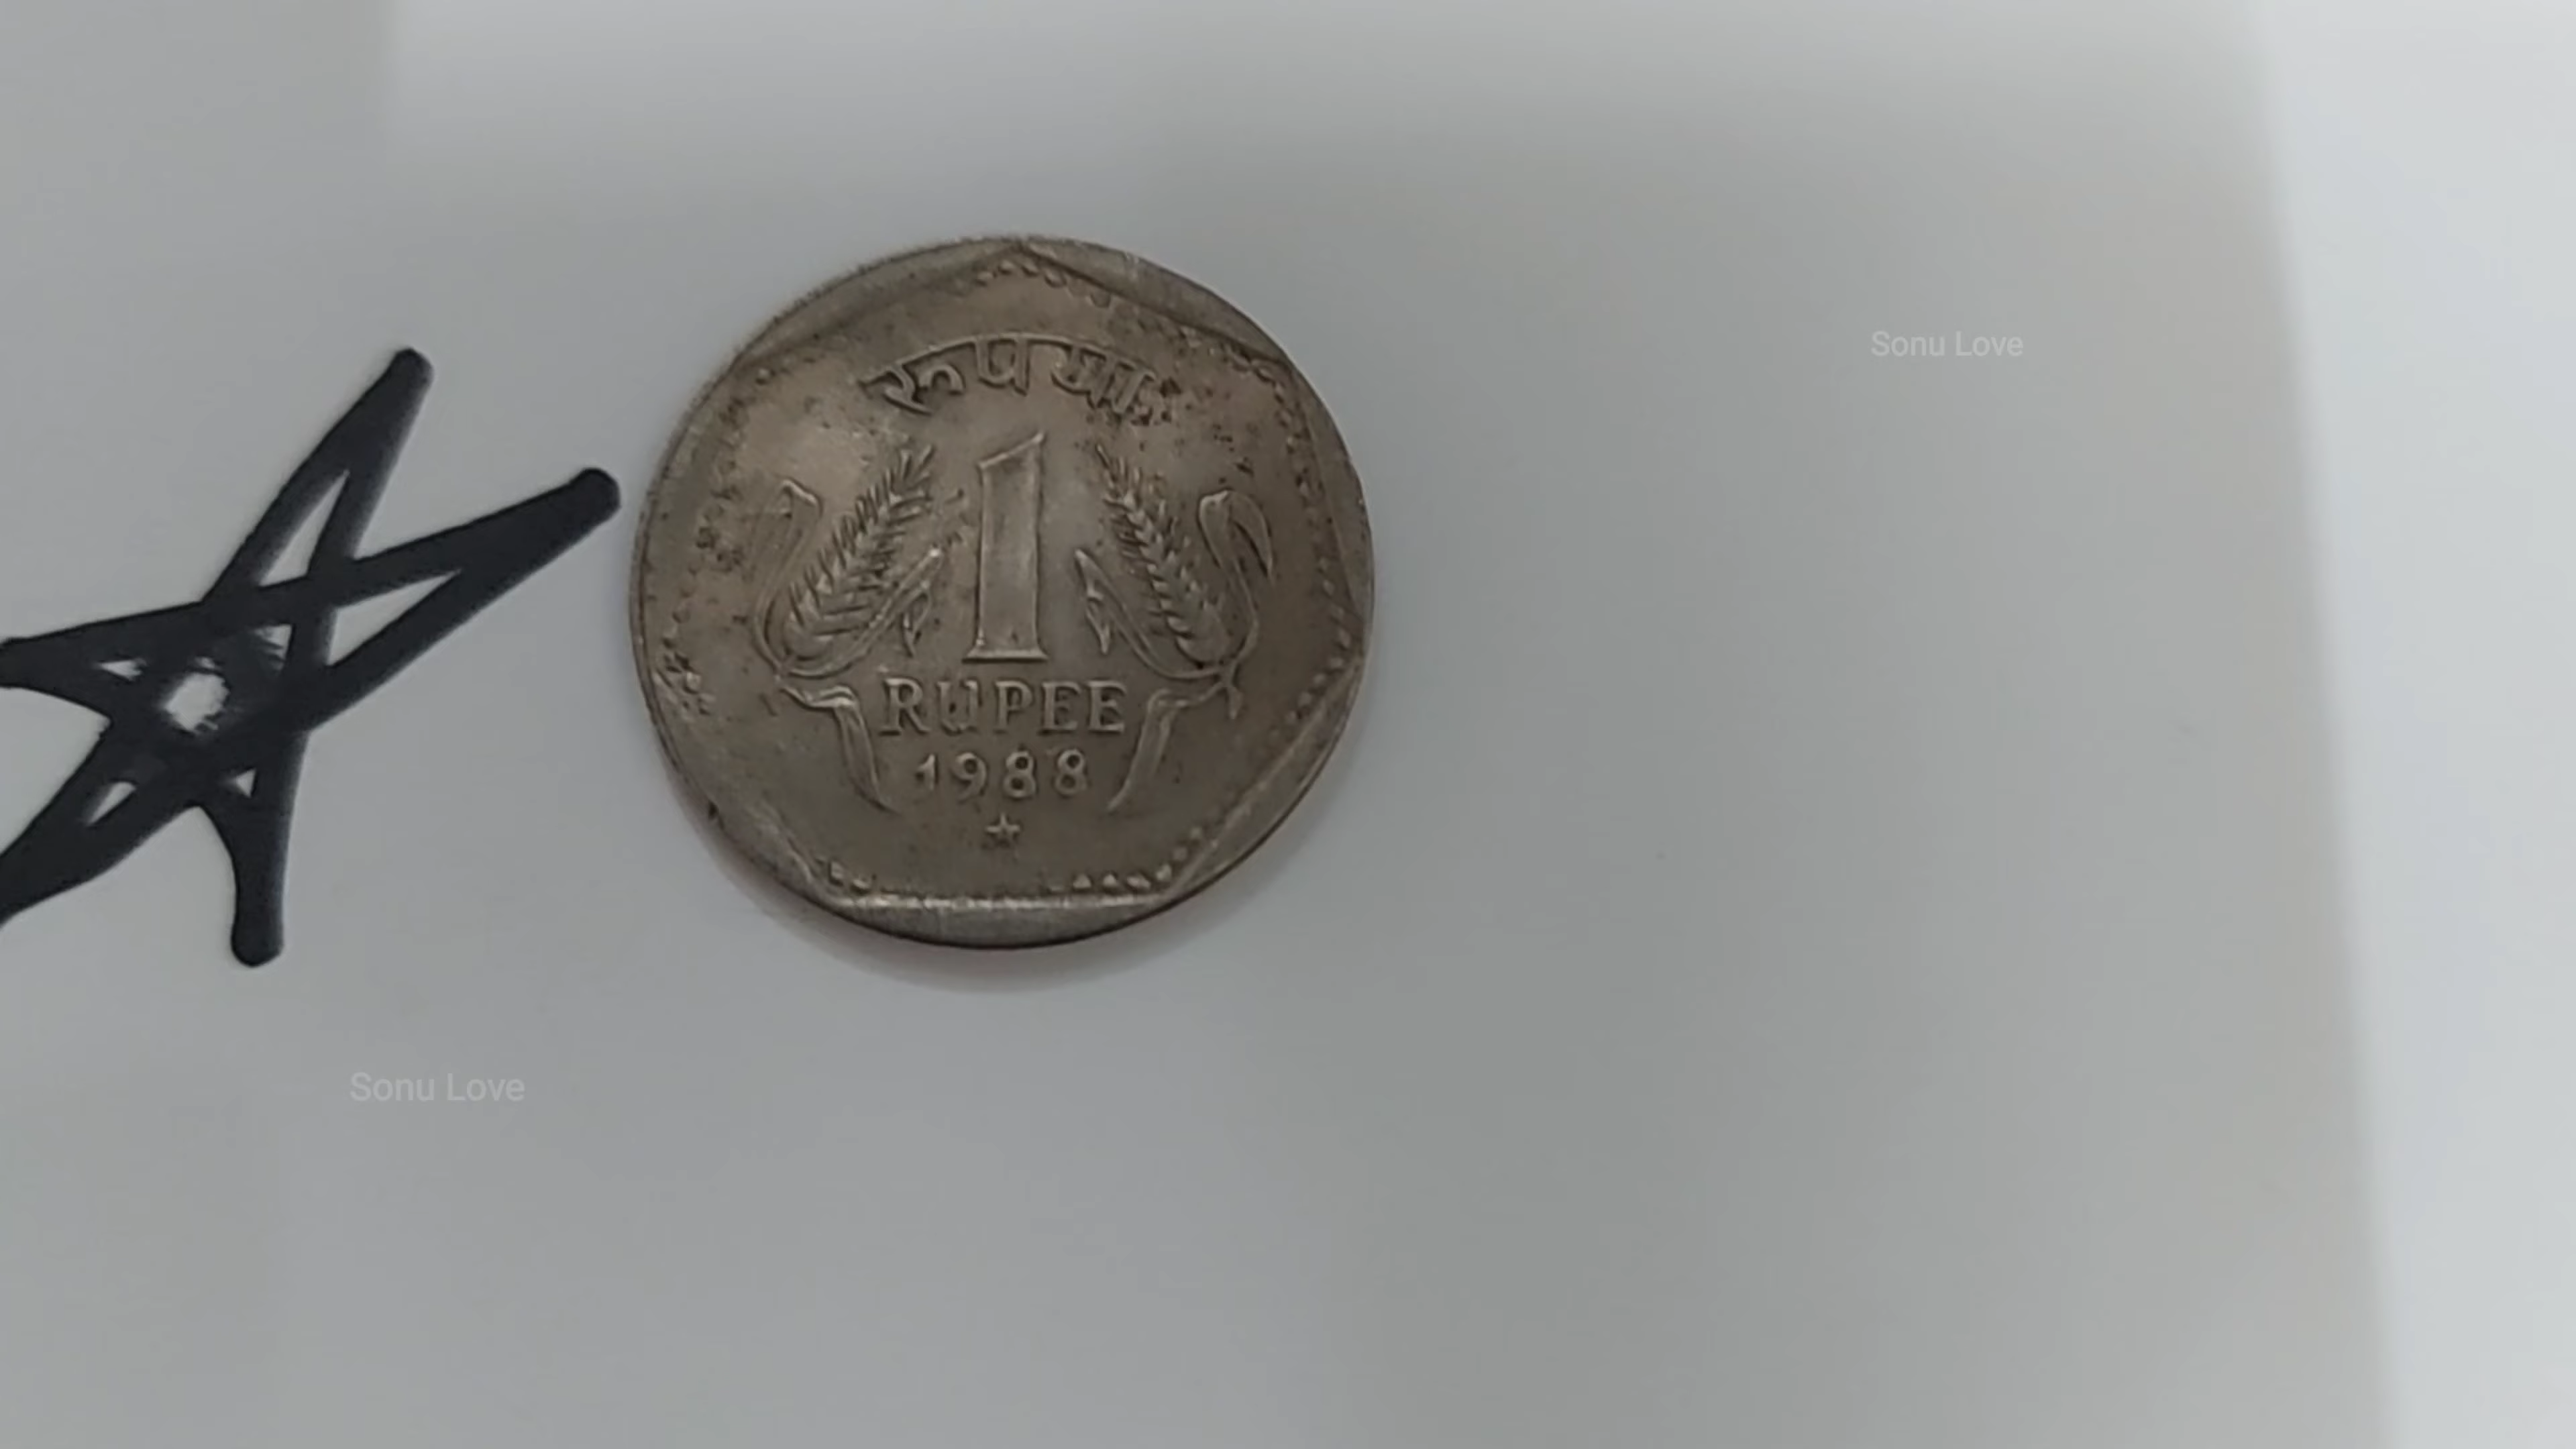 रूपया
1
RUPEE
1988
Sonu Love
Sonu Love